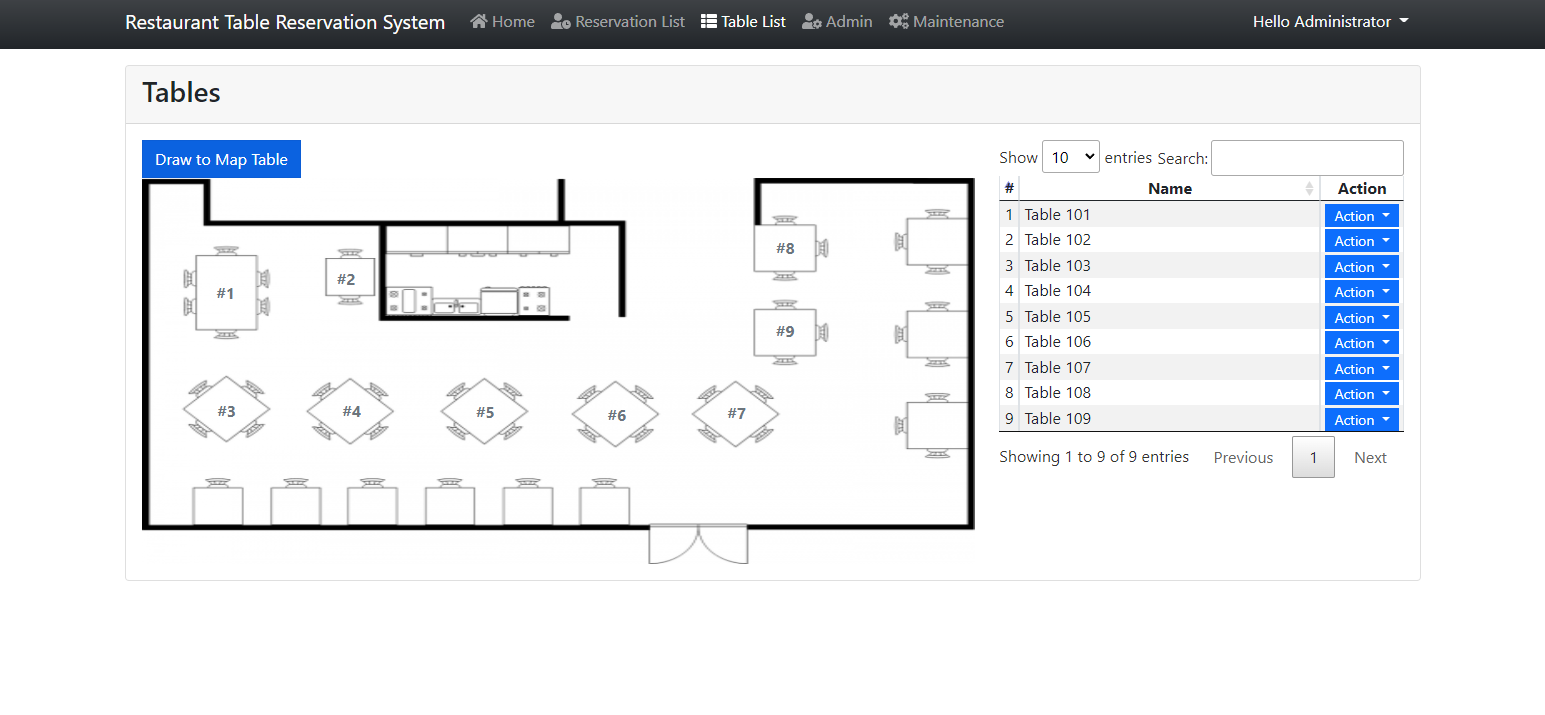 Restaurant Table Reservation System Home Reservation List Table List Admin Maintenance Hello Administrator
Tables
Draw to Map Table
#1
#2
#8
#9
#3
#4
#5
#6
#7
Show 10 entries Search:
# Name Action
1 Table 101 Action
2 Table 102 Action
3 Table 103 Action
4 Table 104 Action
5 Table 105 Action
6 Table 106 Action
7 Table 107 Action
8 Table 108 Action
9 Table 109 Action
Showing 1 to 9 of 9 entries Previous 1 Next